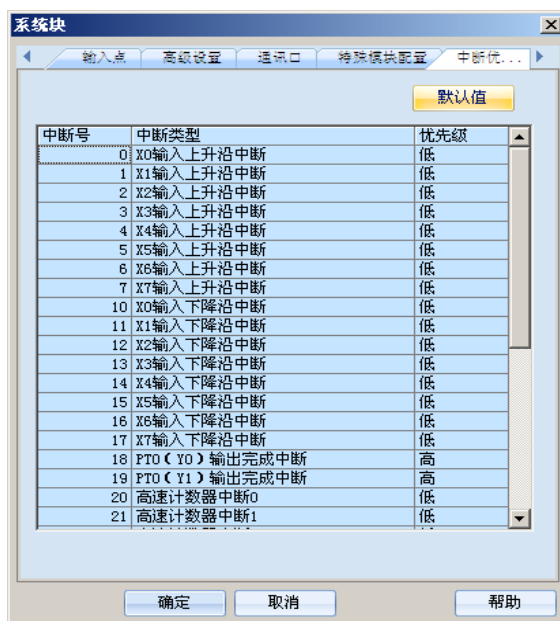 系统块
输入点 高级设置 通讯口 特殊模块配置 中断优...
默认值
中断号 中断类型 优先级
0 X0输入上升沿中断 低
1 X1输入上升沿中断 低
2 X2输入上升沿中断 低
3 X3输入上升沿中断 低
4 X4输入上升沿中断 低
5 X5输入上升沿中断 低
6 X6输入上升沿中断 低
7 X7输入上升沿中断 低
10 X0输入下降沿中断 低
11 X1输入下降沿中断 低
12 X2输入下降沿中断 低
13 X3输入下降沿中断 低
14 X4输入下降沿中断 低
15 X5输入下降沿中断 低
16 X6输入下降沿中断 低
17 X7输入下降沿中断 低
18 PTO(Y0)输出完成中断 高
19 PTO(Y1)输出完成中断 高
20 高速计数器中断0 低
21 高速计数器中断1 低
确定 取消 帮助